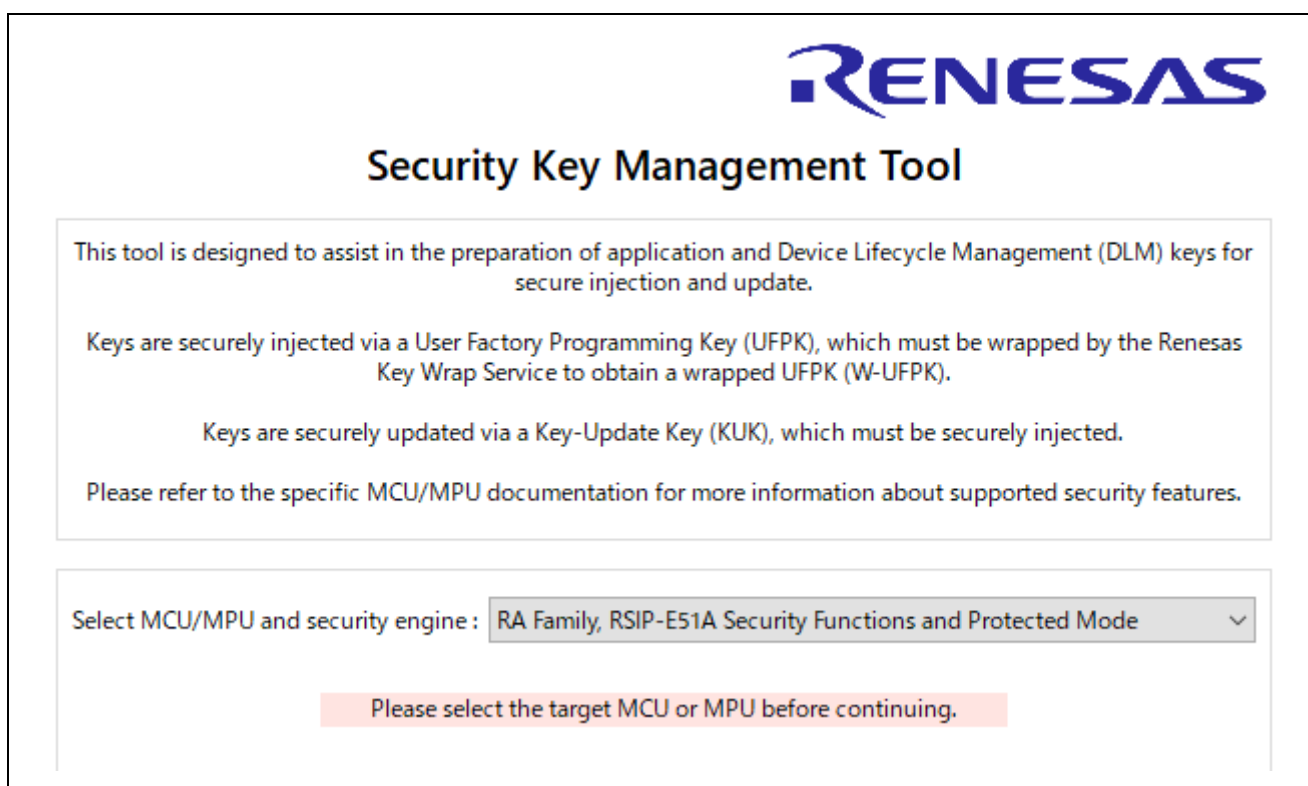 RENESAS
Security Key Management Tool
This tool is designed to assist in the preparation of application and Device Lifecycle Management (DLM) keys for
secure injection and update.
Keys are securely injected via a User Factory Programming Key (UFPK), which must be wrapped by the Renesas
Key Wrap Service to obtain a wrapped UFPK (W-UFPK).
Keys are securely updated via a Key-Update Key (KUK), which must be securely injected.
Please refer to the specific MCU/MPU documentation for more information about supported security features.
Select MCU/MPU and security engine : RA Family, RSIP-E51A Security Functions and Protected Mode
Please select the target MCU or MPU before continuing.